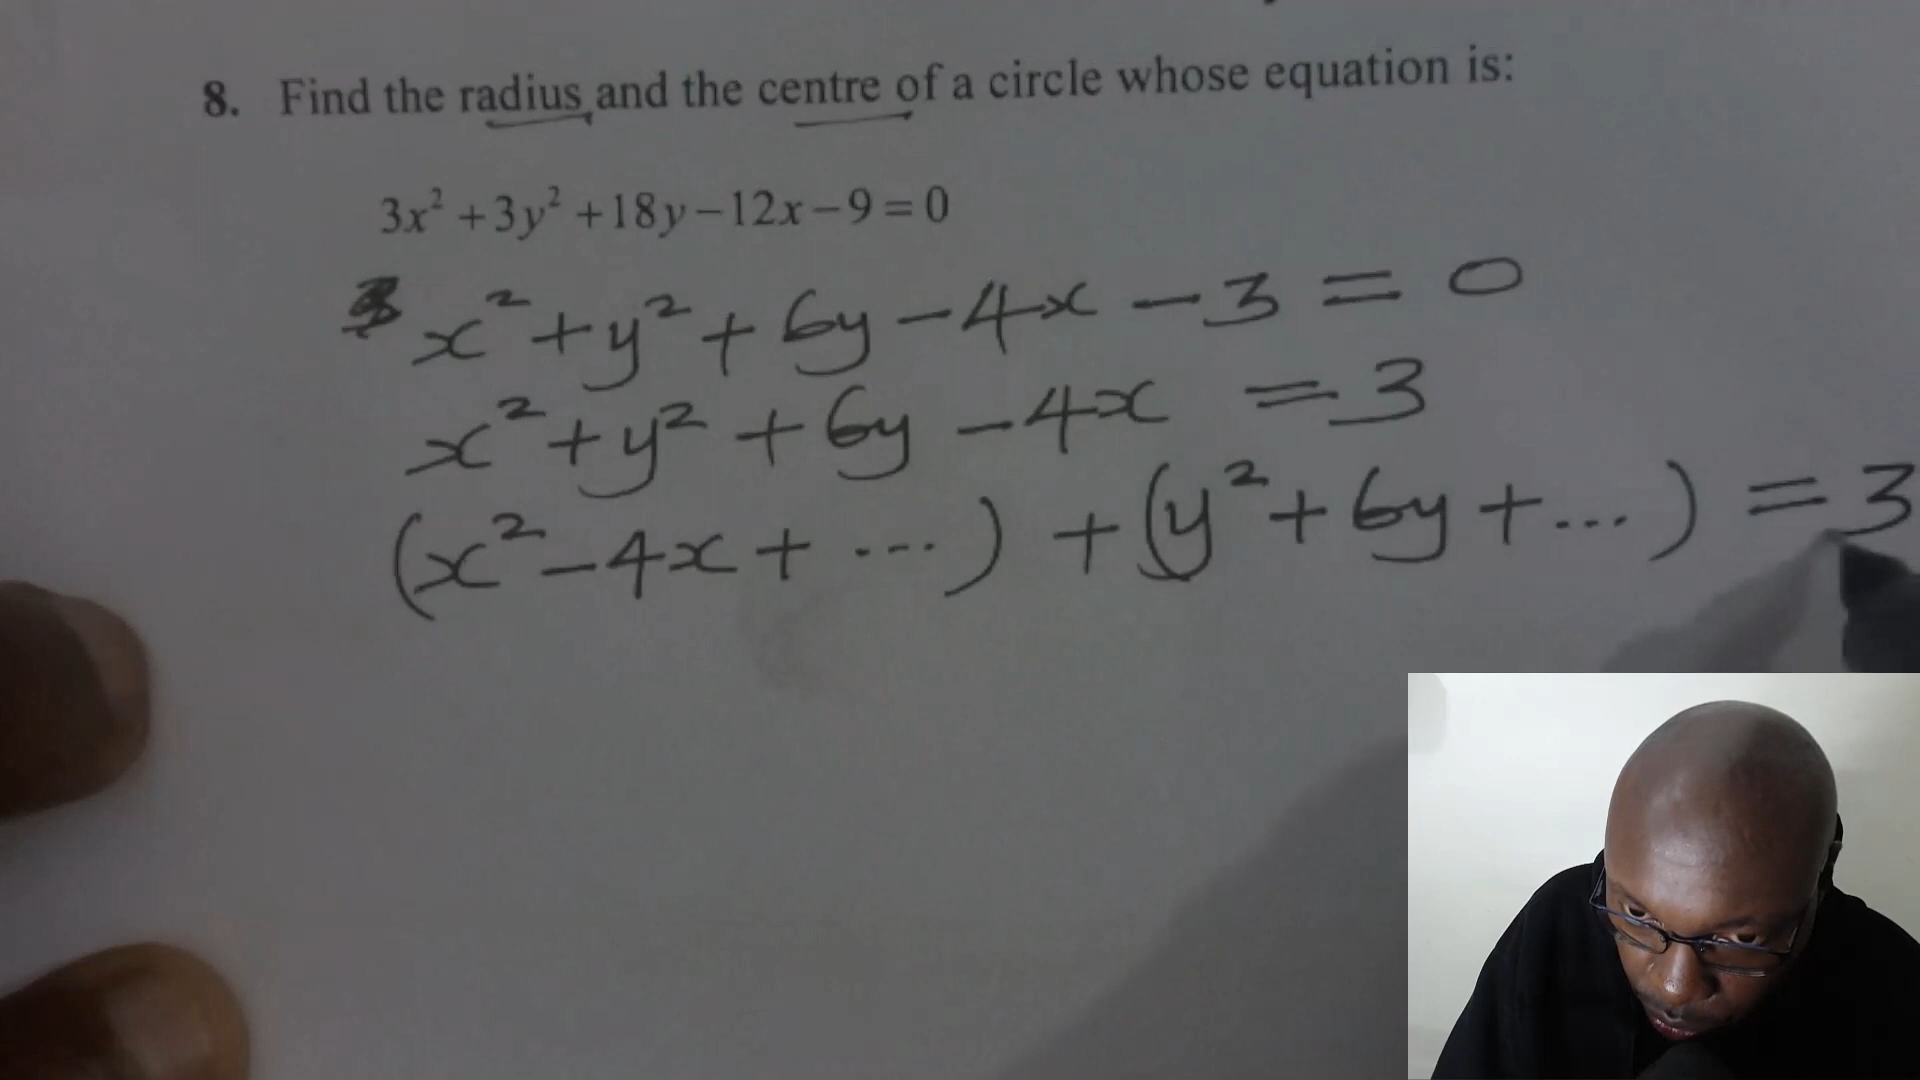 8. Find the radius and the centre of a circle whose equation is:
3x² +3y² +18y−12x−9=0
x² + y² + 6y − 4x − 3 = 0
x² + y² + 6y − 4x = 3
(x² − 4x + ...) + (y² + 6y + ...) = 3